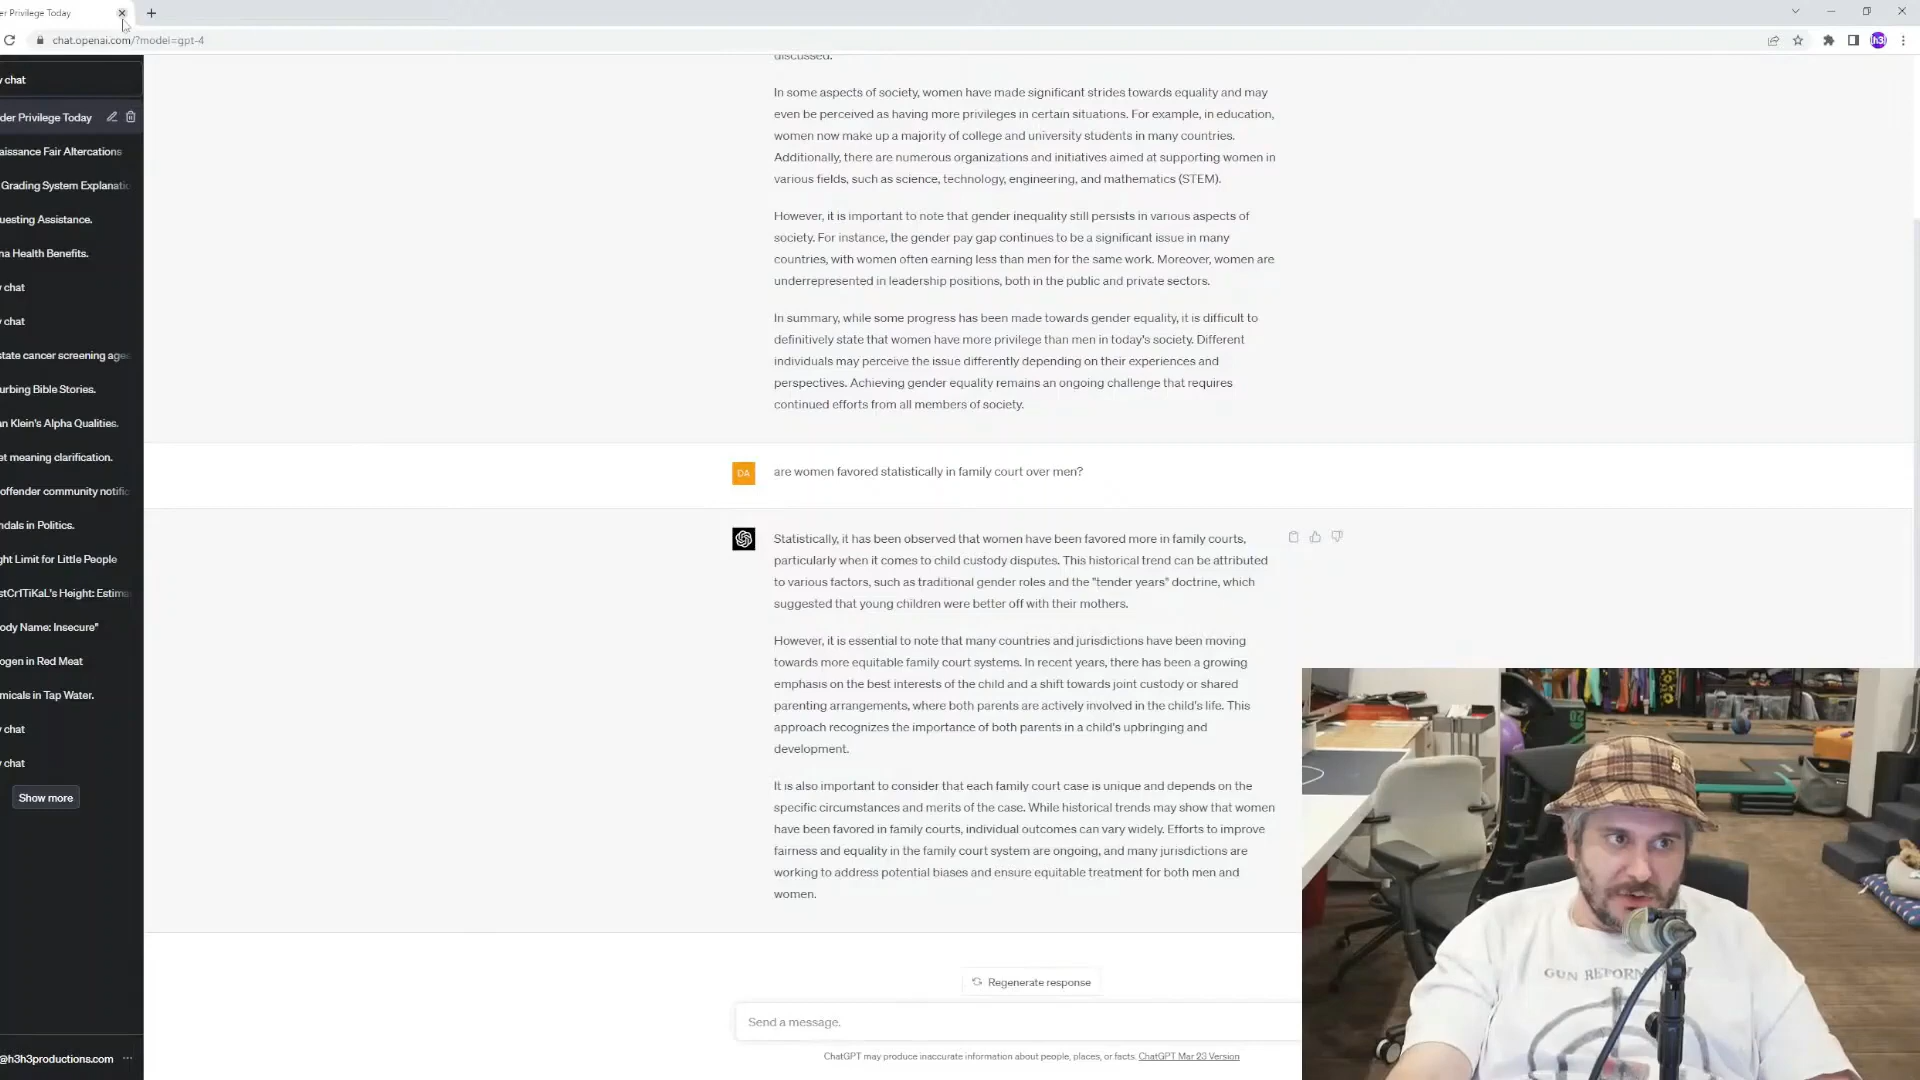 er Privilege Today
chat.openai.com/?model=gpt-4
h3
chat
der Privilege Today
aissance Fair Altercations
Grading System Explanatio
uesting Assistance.
na Health Benefits.
chat
chat
state cancer screening age
urbing Bible Stories.
n Klein's Alpha Qualities.
et meaning clarification.
offender community notific
ndals in Politics.
ght Limit for Little People
stCr1TiKaL's Height: Estima
ody Name: Insecure"
ogen in Red Meat
micals in Tap Water.
chat
chat
Show more
@h3h3productions.com
discussed.
In some aspects of society, women have made significant strides towards equality and may
even be perceived as having more privileges in certain situations. For example, in education,
women now make up a majority of college and university students in many countries.
Additionally, there are numerous organizations and initiatives aimed at supporting women in
various fields, such as science, technology, engineering, and mathematics (STEM).
However, it is important to note that gender inequality still persists in various aspects of
society. For instance, the gender pay gap continues to be a significant issue in many
countries, with women often earning less than men for the same work. Moreover, women are
underrepresented in leadership positions, both in the public and private sectors.
In summary, while some progress has been made towards gender equality, it is difficult to
definitively state that women have more privilege than men in today's society. Different
individuals may perceive the issue differently depending on their experiences and
perspectives. Achieving gender equality remains an ongoing challenge that requires
continued efforts from all members of society.
DA
are women favored statistically in family court over men?
Statistically, it has been observed that women have been favored more in family courts,
particularly when it comes to child custody disputes. This historical trend can be attributed
to various factors, such as traditional gender roles and the "tender years" doctrine, which
suggested that young children were better off with their mothers.
However, it is essential to note that many countries and jurisdictions have been moving
towards more equitable family court systems. In recent years, there has been a growing
emphasis on the best interests of the child and a shift towards joint custody or shared
parenting arrangements, where both parents are actively involved in the child's life. This
approach recognizes the importance of both parents in a child's upbringing and
development.
It is also important to consider that each family court case is unique and depends on the
specific circumstances and merits of the case. While historical trends may show that women
have been favored in family courts, individual outcomes can vary widely. Efforts to improve
fairness and equality in the family court system are ongoing, and many jurisdictions are
working to address potential biases and ensure equitable treatment for both men and
women.
Regenerate response
Send a message.
ChatGPT may produce inaccurate information about people, places, or facts. ChatGPT Mar 23 Version
20
GUN REFORM